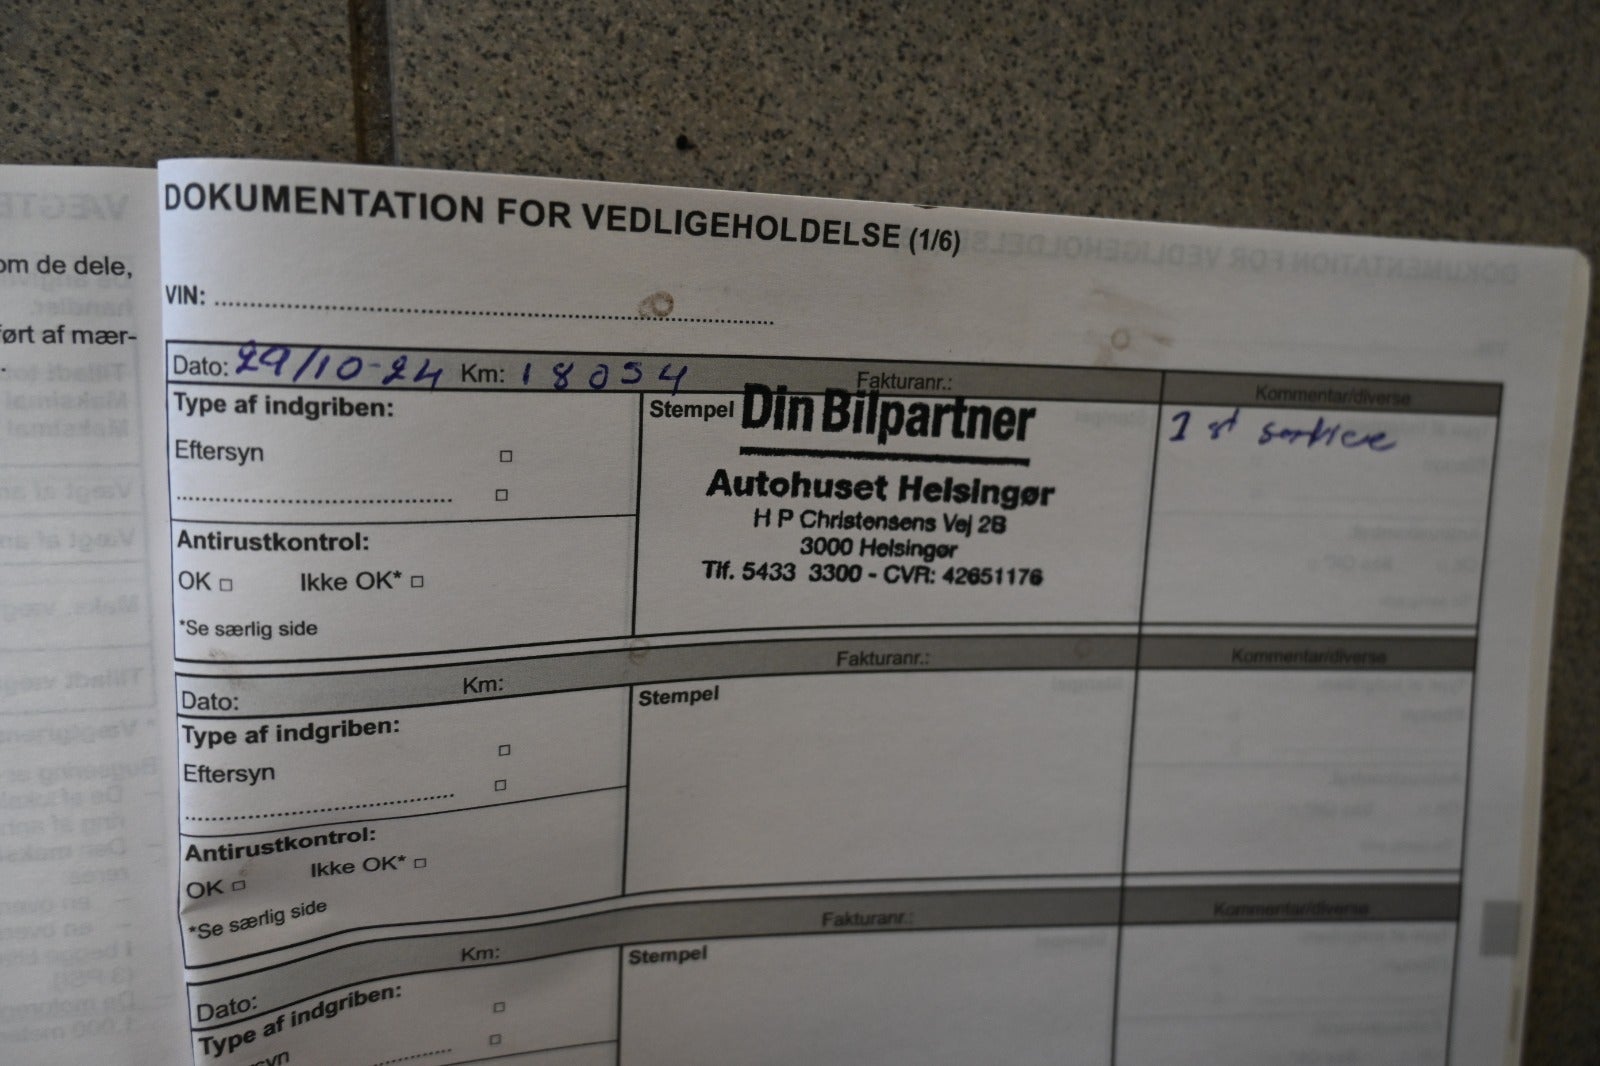 om de dele,
ørt af mær-
DOKUMENTATION FOR VEDLIGEHOLDELSE (1/6)
VIN:
Dato: 29/10-24 Km: 18054 Fakturanr.: Kommentar/diverse
Type af indgriben:
Stempel
Din Bilpartner
1 st service
Eftersyn
Autohuset Helsingør
H P Christensens Vej 2B
3000 Helsingør
Tlf. 5433 3300 - CVR: 42651176
Antirustkontrol:
OK Ikke OK*
*Se særlig side
Dato: Km: Fakturanr.: Kommentar/diverse
Type af indgriben:
Stempel
Eftersyn
Antirustkontrol:
OK Ikke OK*
*Se særlig side
Dato: Km: Fakturanr.: Kommentar/diverse
Type af indgriben:
Stempel
syn